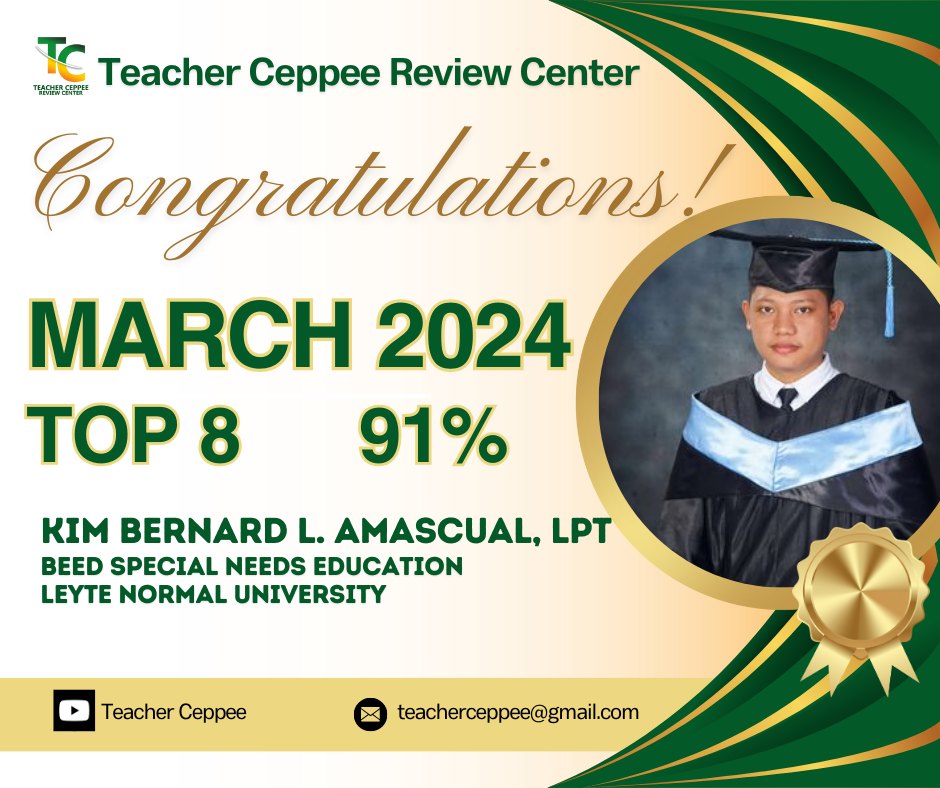 TC
TEACHER CEPPEE
REVIEW CENTER
Teacher Ceppee Review Center
Congratulations!
MARCH 2024
TOP 8 91%
KIM BERNARD L. AMASCUAL, LPT
BEED SPECIAL NEEDS EDUCATION
LEYTE NORMAL UNIVERSITY
Teacher Ceppee
teacherceppee@gmail.com